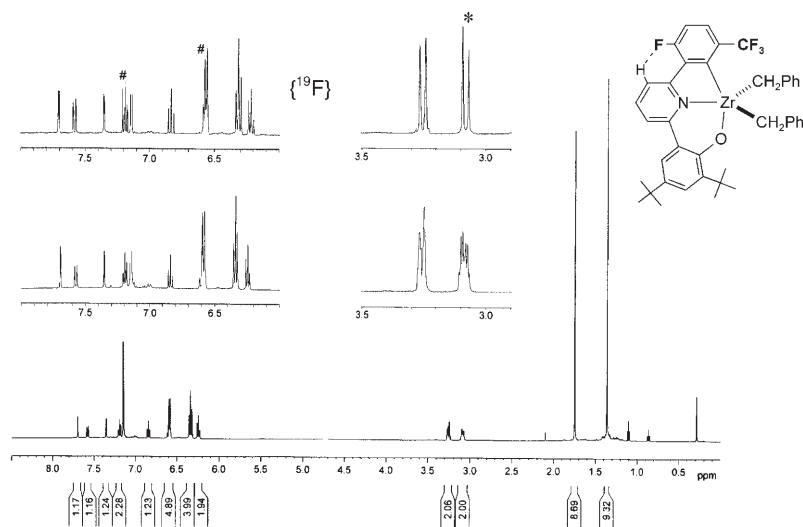 #
#
*
{¹⁹F}
7.5 7.0 6.5
3.5 3.0
F
CF₃
H
CH₂Ph
N
Zr
CH₂Ph
O
7.5 7.0 6.5
3.5 3.0
8.0 7.5 7.0 6.5 6.0 5.5 5.0 4.5 4.0 3.5 3.0 2.5 2.0 1.5 1.0 0.5 ppm
1.17 1.16 1.24 2.28 1.23 4.89 3.99 1.94 2.06 2.00 8.69 9.32